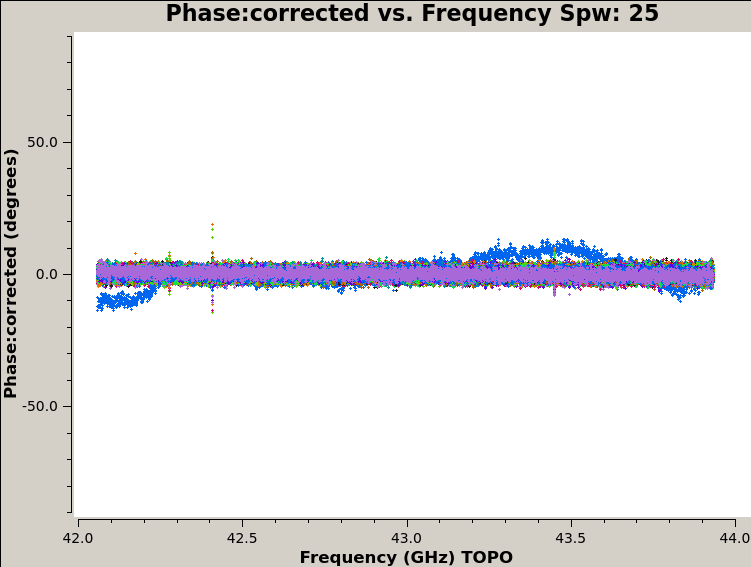 Phase:corrected vs. Frequency Spw: 25
Phase:corrected (degrees)
50.0
0.0
-50.0
42.0 42.5 43.0 43.5 44.0
Frequency (GHz) TOPO